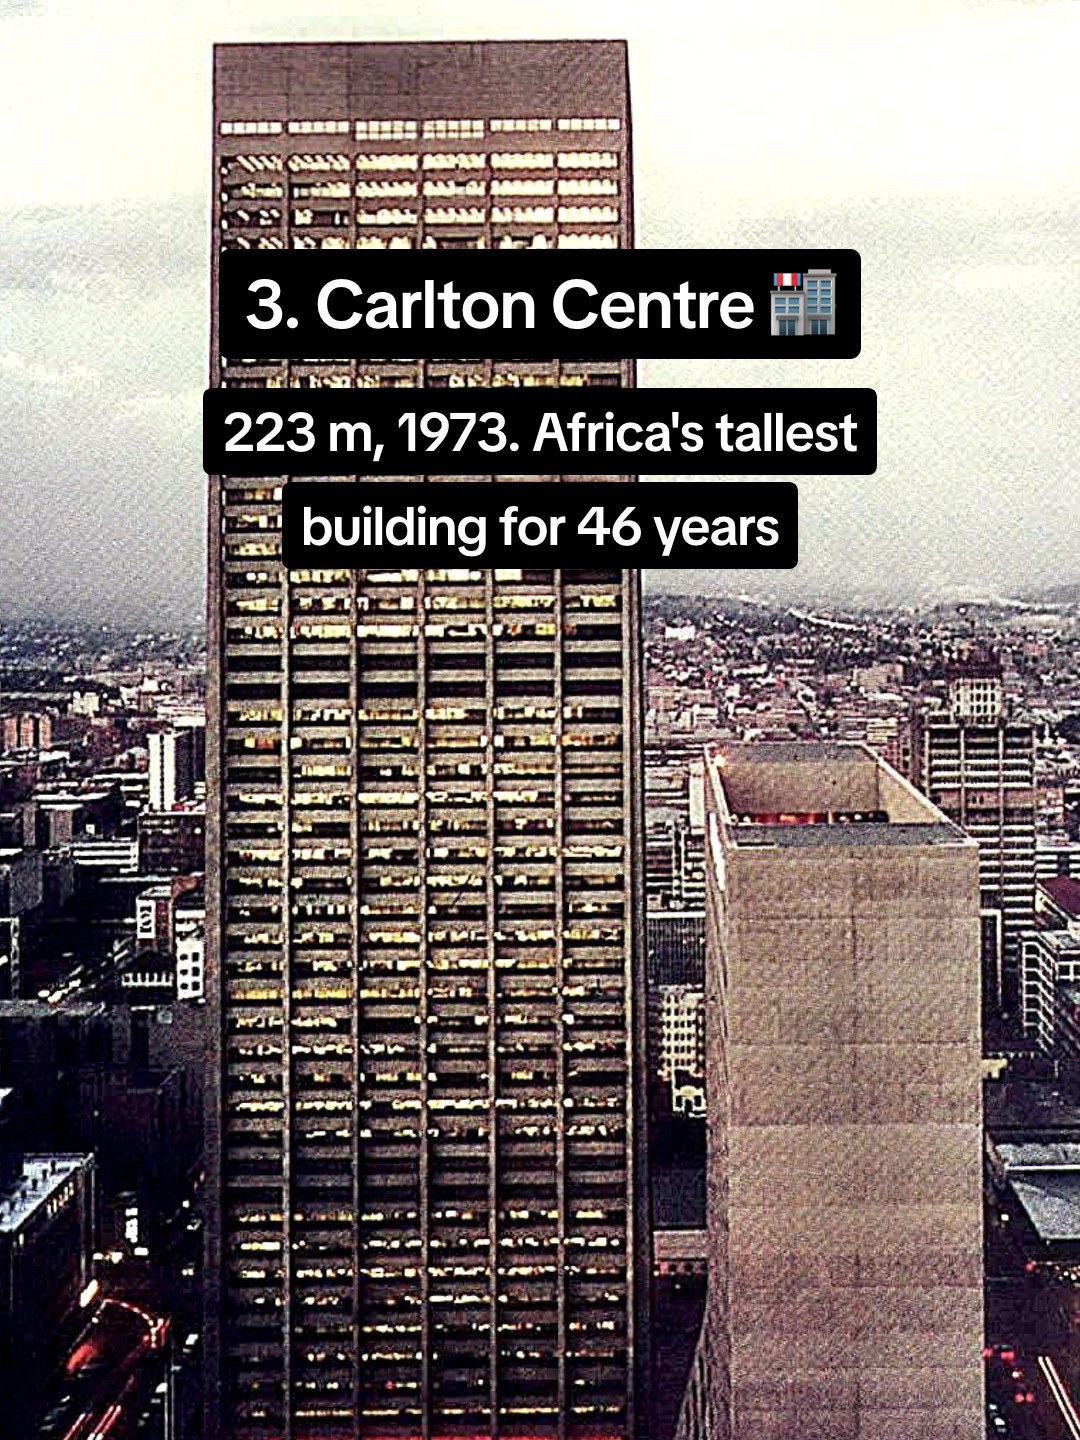 3. Carlton Centre 🏬
223 m, 1973. Africa's tallest
building for 46 years